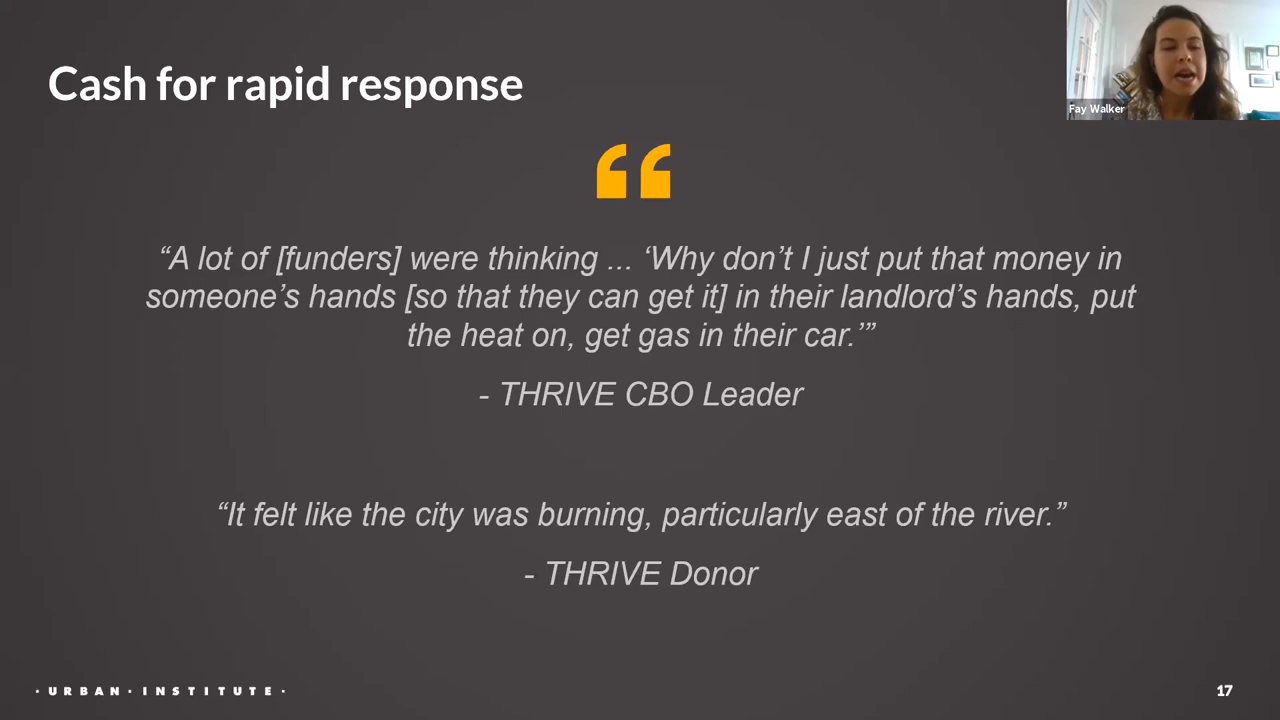 Cash for rapid response
Fay Walker
“A lot of [funders] were thinking ... ‘Why don’t I just put that money in
someone’s hands [so that they can get it] in their landlord’s hands, put
the heat on, get gas in their car.’”
- THRIVE CBO Leader
“It felt like the city was burning, particularly east of the river.”
- THRIVE Donor
· URBAN · INSTITUTE ·
17